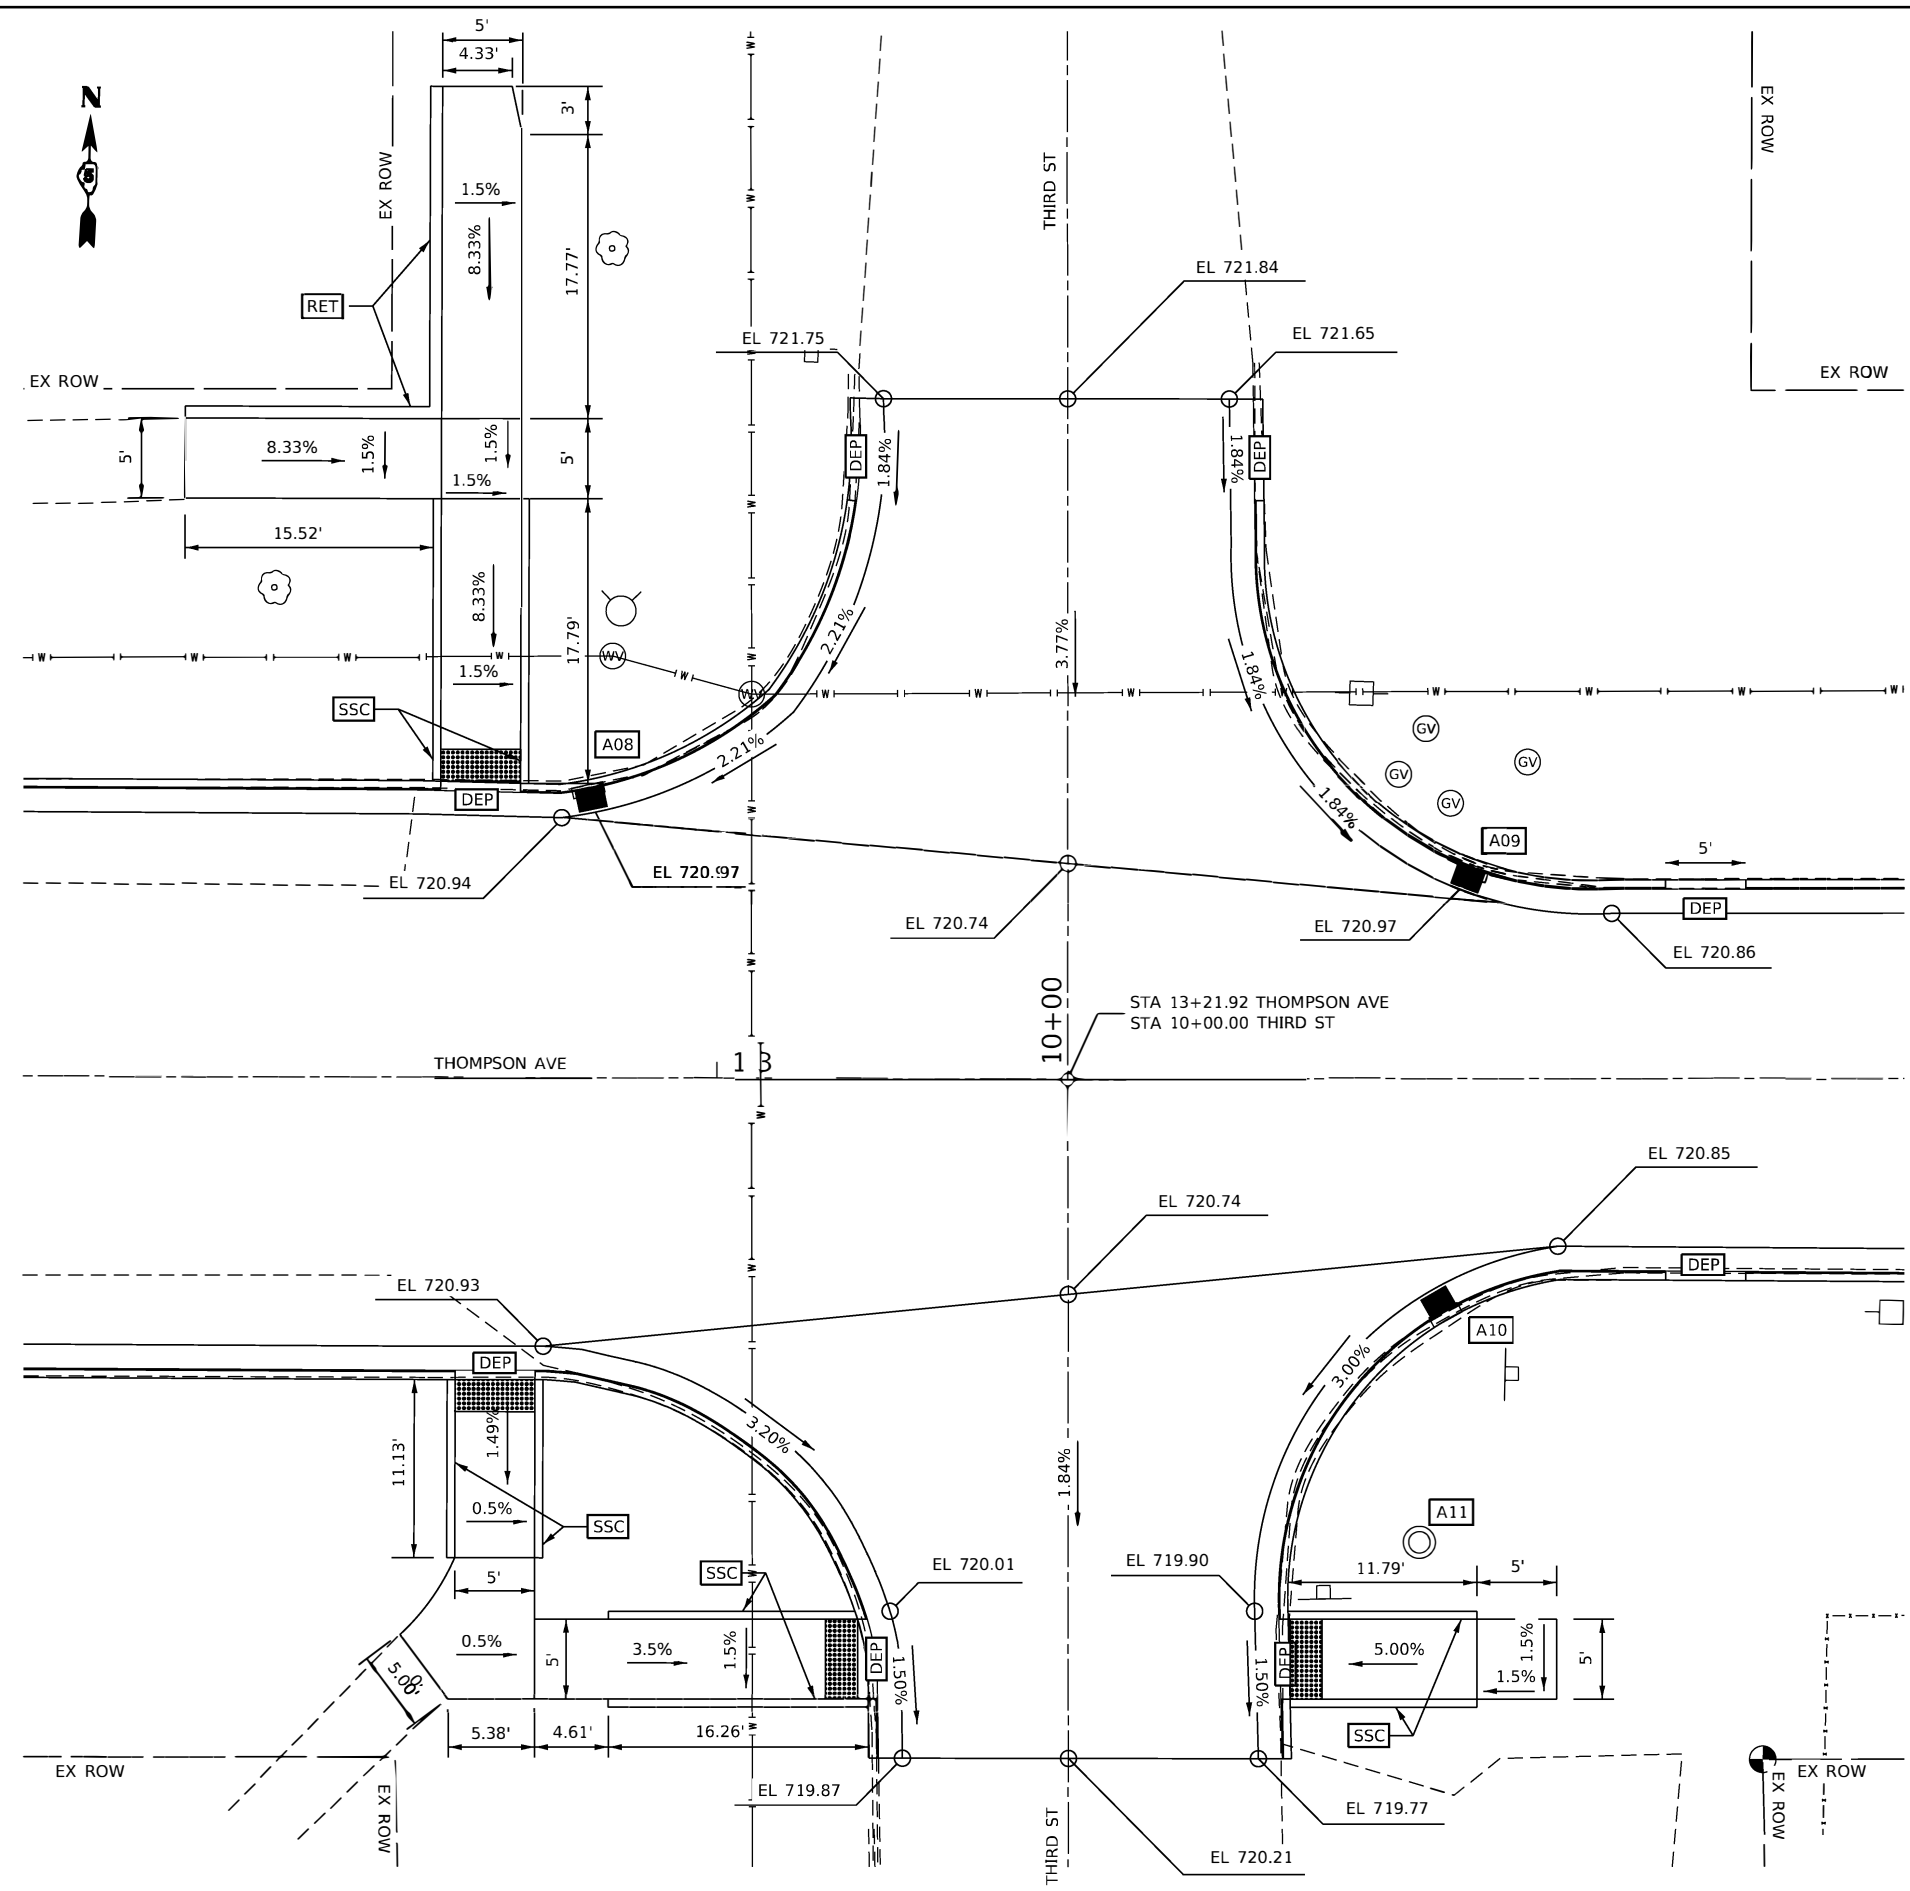 5'
4.33'
N
5
3'
EX ROW
EX ROW
THIRD ST
1.5%
8.33%
17.77'
EL 721.84
RET
EL 721.75
EL 721.65
EX ROW
EX ROW
5'
8.33%
1.5%
1.5%
1.5%
5'
DEP
1.84%
1.84%
DEP
15.52'
8.33%
17.79'
2.21%
3.77%
W W W W WV W WV W W W W W W W
1.5%
1.84%
SSC
A08
2.21%
GV
GV
GV
GV
DEP
1.84%
A09
5'
EL 720.94
EL 720.97
EL 720.74
EL 720.97
DEP
EL 720.86
10+00
STA 13+21.92 THOMPSON AVE
STA 10+00.00 THIRD ST
THOMPSON AVE
13
EL 720.85
EL 720.74
DEP
EL 720.93
DEP
A10
3.00%
3.20%
11.13'
1.49%
1.84%
0.5%
SSC
A11
SSC
EL 720.01
EL 719.90
11.79'
5'
5'
0.5%
5'
3.5%
1.5%
DEP
1.50%
1.50%
DEP
5.00%
1.5%
1.5%
5'
5.00'
5.38'
4.61'
16.26'
SSC
EX ROW
EX ROW
EL 719.87
EL 719.77
EX ROW
EX ROW
THIRD ST
EL 720.21